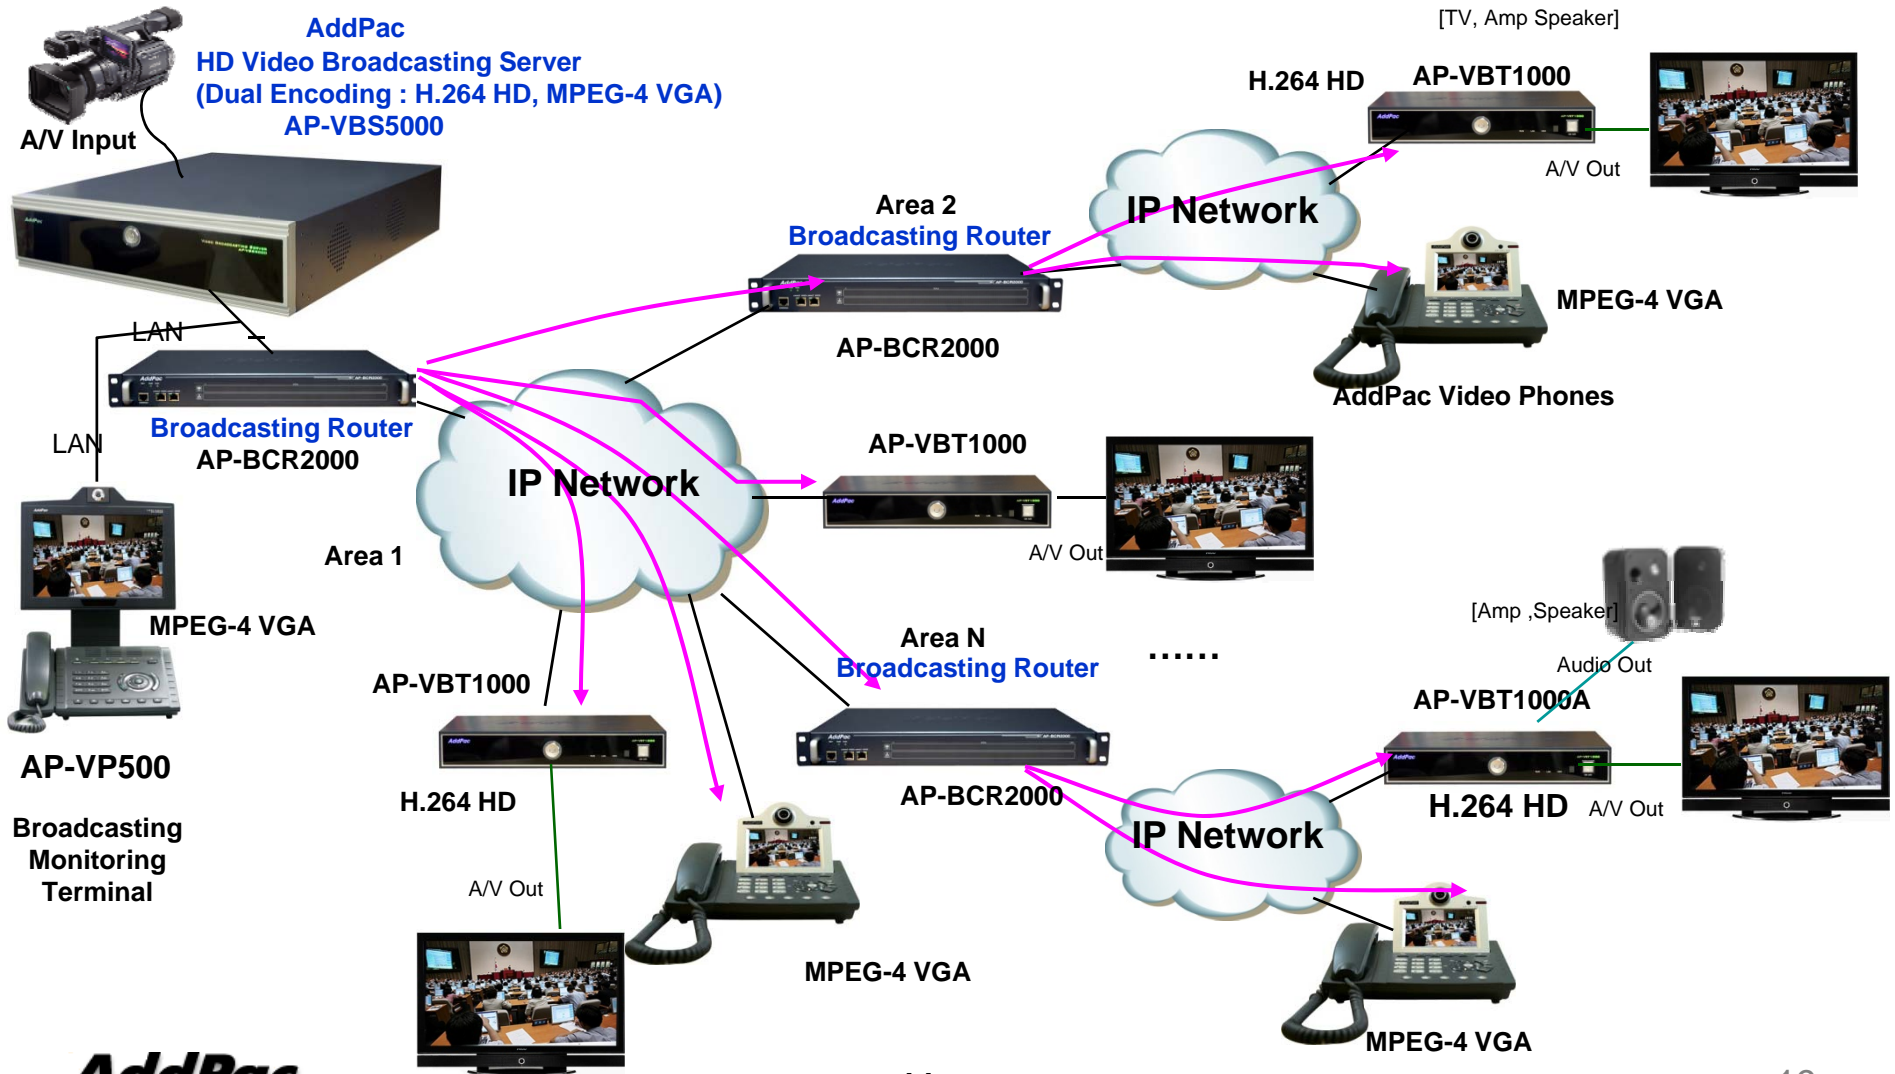 AddPac
HD Video Broadcasting Server
(Dual Encoding : H.264 HD, MPEG-4 VGA)
AP-VBS5000
A/V Input
[TV, Amp Speaker]
H.264 HD
AP-VBT1000
A/V Out
IP Network
Area 2
Broadcasting Router
AP-BCR2000
MPEG-4 VGA
AddPac Video Phones
LAN
Broadcasting Router
AP-BCR2000
LAN
IP Network
Area 1
AP-VBT1000
A/V Out
MPEG-4 VGA
AP-VP500
Broadcasting
Monitoring
Terminal
AP-VBT1000
H.264 HD
A/V Out
MPEG-4 VGA
Area N
Broadcasting Router
AP-BCR2000
......
[Amp ,Speaker]
Audio Out
AP-VBT1000A
H.264 HD
A/V Out
IP Network
MPEG-4 VGA
AddPac